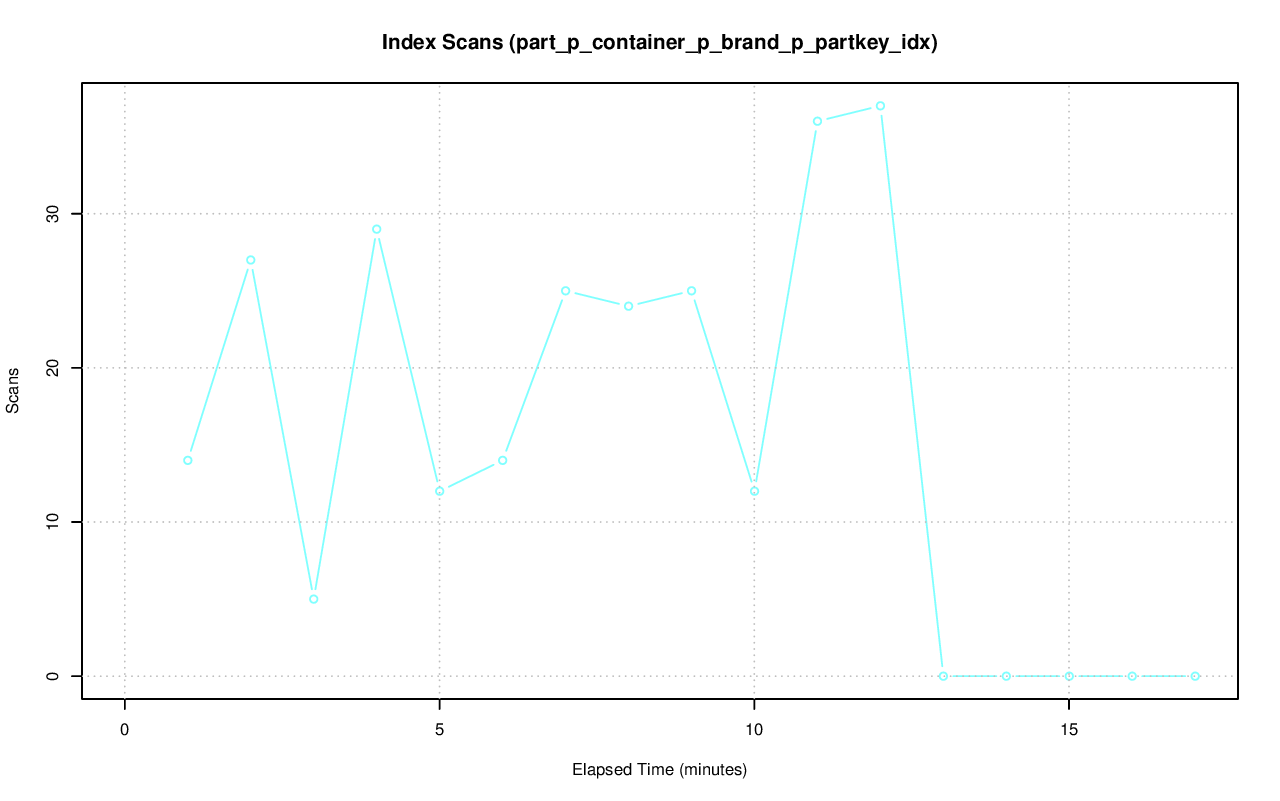 Index Scans (part_p_container_p_brand_p_partkey_idx)
Scans
30
20
10
0
0 5 10 15
Elapsed Time (minutes)